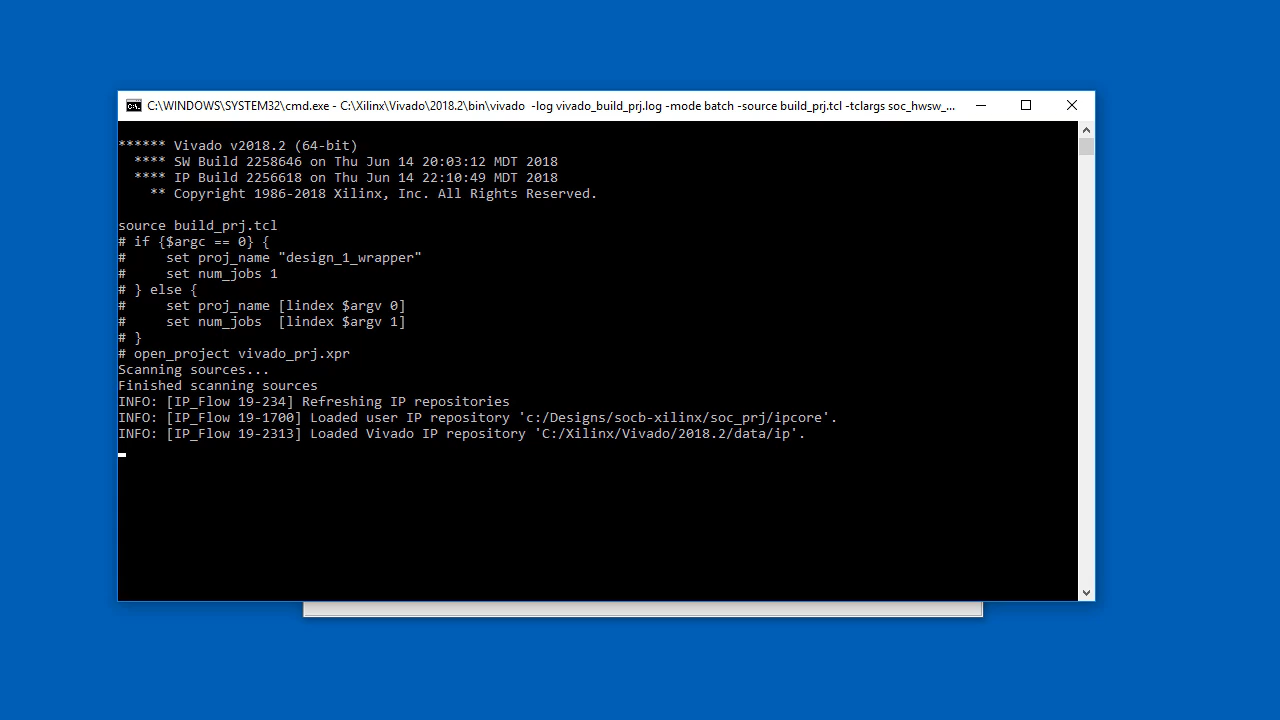 C:\WINDOWS\SYSTEM32\cmd.exe - C:\Xilinx\Vivado\2018.2\bin\vivado  -log vivado_build_prj.log -mode batch -source build_prj.tcl -tclargs soc_hwsw_...
****** Vivado v2018.2 (64-bit)
  **** SW Build 2258646 on Thu Jun 14 20:03:12 MDT 2018
  **** IP Build 2256618 on Thu Jun 14 22:10:49 MDT 2018
    ** Copyright 1986-2018 Xilinx, Inc. All Rights Reserved.
source build_prj.tcl
# if {$argc == 0} {
#     set proj_name "design_1_wrapper"
#     set num_jobs 1
# } else {
#     set proj_name [lindex $argv 0]
#     set num_jobs  [lindex $argv 1]
# }
# open_project vivado_prj.xpr
Scanning sources...
Finished scanning sources
INFO: [IP_Flow 19-234] Refreshing IP repositories
INFO: [IP_Flow 19-1700] Loaded user IP repository 'c:/Designs/socb-xilinx/soc_prj/ipcore'.
INFO: [IP_Flow 19-2313] Loaded Vivado IP repository 'C:/Xilinx/Vivado/2018.2/data/ip'.